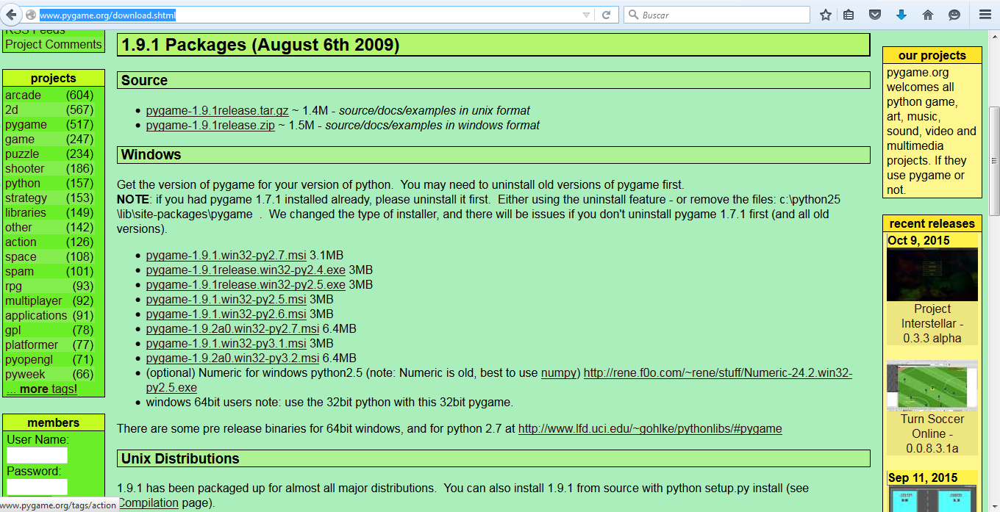 www.pygame.org/download.shtml
Buscar
RSS Feeds
Project Comments
projects
arcade (604)
2d (567)
pygame (517)
game (247)
puzzle (234)
shooter (186)
python (157)
strategy (153)
libraries (149)
other (142)
action (126)
space (108)
spam (101)
rpg (93)
multiplayer (92)
applications (91)
gpl (78)
platformer (77)
pyopengl (71)
pyweek (66)
... more tags!
members
User Name:
Password:
www.pygame.org/tags/action
1.9.1 Packages (August 6th 2009)
Source
• pygame-1.9.1release.tar.gz ~ 1.4M - source/docs/examples in unix format
• pygame-1.9.1release.zip ~ 1.5M - source/docs/examples in windows format
Windows
Get the version of pygame for your version of python. You may need to uninstall old versions of pygame first.
NOTE: if you had pygame 1.7.1 installed already, please uninstall it first. Either using the uninstall feature - or remove the files: c:\python25
\lib\site-packages\pygame . We changed the type of installer, and there will be issues if you don't uninstall pygame 1.7.1 first (and all old
versions).
• pygame-1.9.1.win32-py2.7.msi 3.1MB
• pygame-1.9.1release.win32-py2.4.exe 3MB
• pygame-1.9.1release.win32-py2.5.exe 3MB
• pygame-1.9.1.win32-py2.5.msi 3MB
• pygame-1.9.1.win32-py2.6.msi 3MB
• pygame-1.9.2a0.win32-py2.7.msi 6.4MB
• pygame-1.9.1.win32-py3.1.msi 3MB
• pygame-1.9.2a0.win32-py3.2.msi 6.4MB
• (optional) Numeric for windows python2.5 (note: Numeric is old, best to use numpy) http://rene.f0o.com/~rene/stuff/Numeric-24.2.win32-
py2.5.exe
• windows 64bit users note: use the 32bit python with this 32bit pygame.
There are some pre release binaries for 64bit windows, and for python 2.7 at http://www.lfd.uci.edu/~gohlke/pythonlibs/#pygame
Unix Distributions
1.9.1 has been packaged up for almost all major distributions. You can also install 1.9.1 from source with python setup.py install (see
Compilation page).
our projects
pygame.org
welcomes all
python game,
art, music,
sound, video and
multimedia
projects. If they
use pygame or
not.
recent releases
Oct 9, 2015
Project
Interstellar -
0.3.3 alpha
Turn Soccer
Online -
0.0.8.3.1a
Sep 11, 2015